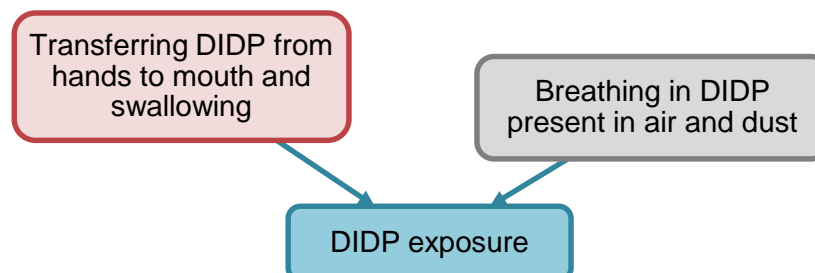 Transferring DIDP from
hands to mouth and
swallowing
Breathing in DIDP
present in air and dust
DIDP exposure